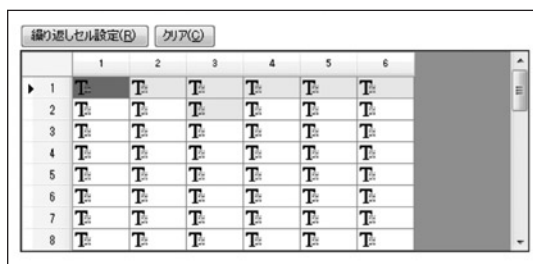 繰り返しセル設定(R) クリア(C)
1 2 3 4 5 6
1 T T T T T T
2 T T T T T T
3 T T T T T T
4 T T T T T T
5 T T T T T T
6 T T T T T T
7 T T T T T T
8 T T T T T T